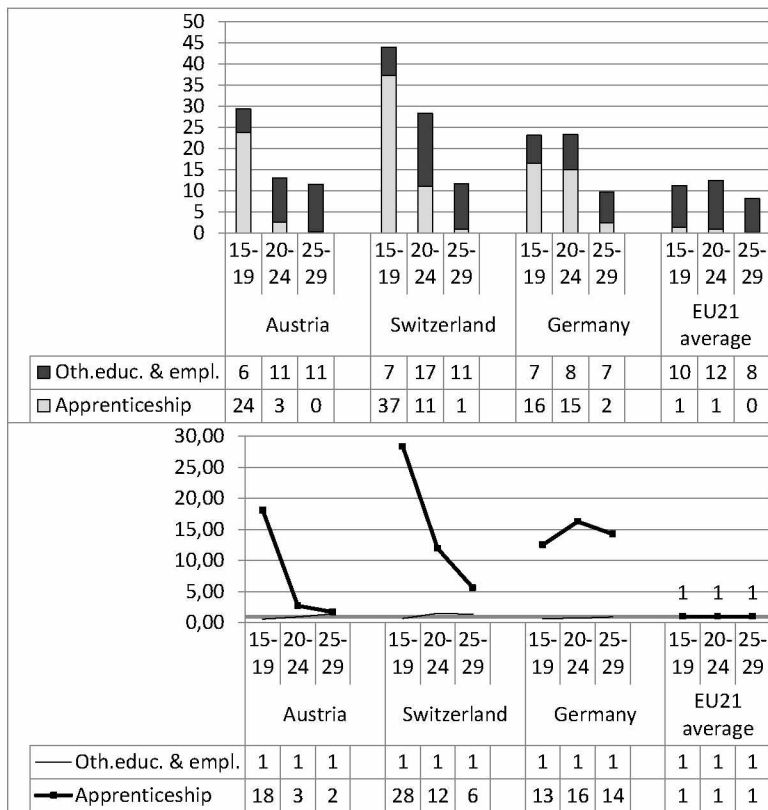 50
45
40
35
30
25
20
15
10
5
0
15- 20- 25- 15- 20- 25- 15- 20- 25- 15- 20- 25-
19 24 29 19 24 29 19 24 29 19 24 29
Austria Switzerland Germany EU21 average
Oth.educ. & empl. 6 11 11 7 17 11 7 8 7 10 12 8
Apprenticeship 24 3 0 37 11 1 16 15 2 1 1 0
30,00
25,00
20,00
15,00
10,00
5,00
0,00
1 1 1
15- 20- 25- 15- 20- 25- 15- 20- 25- 15- 20- 25-
19 24 29 19 24 29 19 24 29 19 24 29
Austria Switzerland Germany EU21 average
Oth.educ. & empl. 1 1 1 1 1 1 1 1 1 1 1 1
Apprenticeship 18 3 2 28 12 6 13 16 14 1 1 1